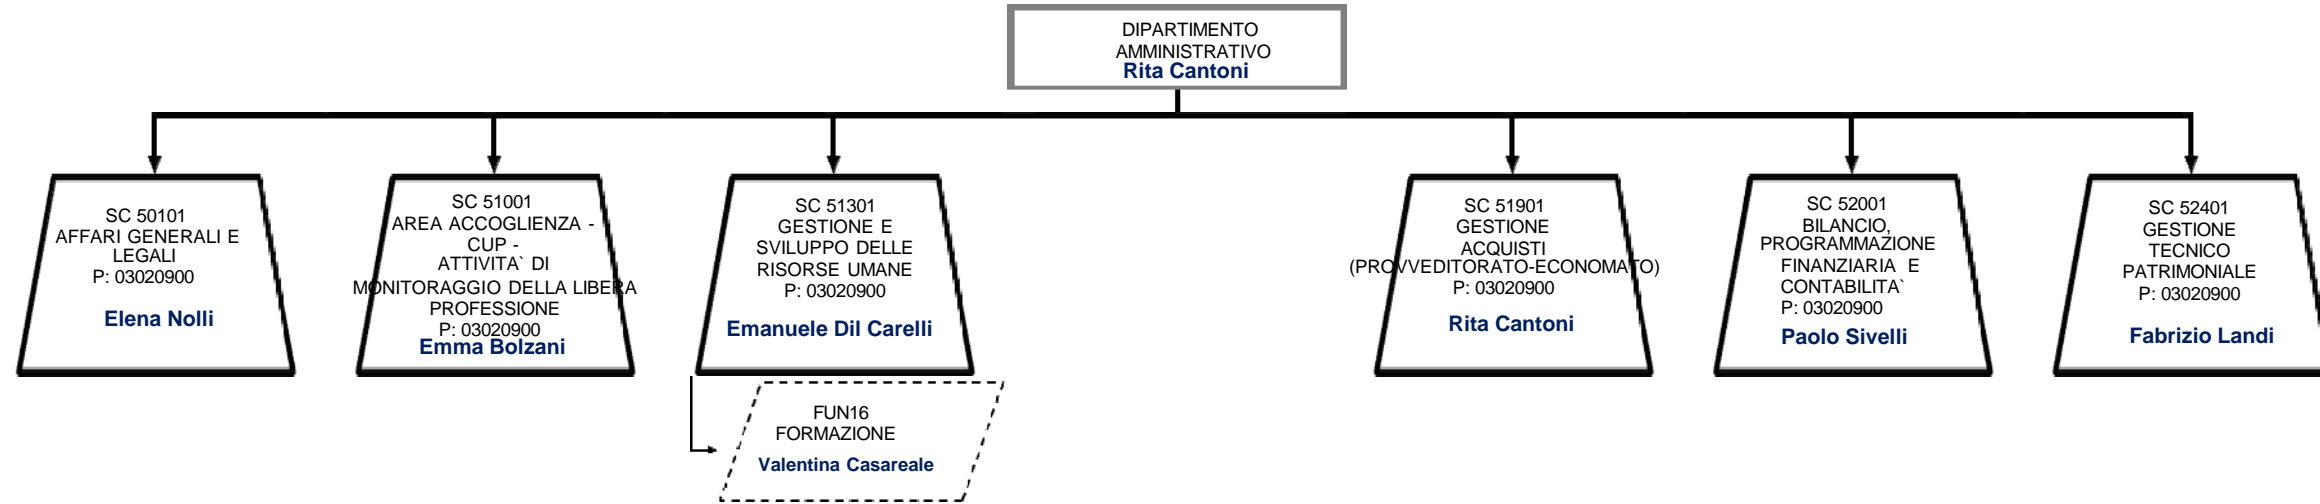 DIPARTIMENTO
AMMINISTRATIVO
Rita Cantoni
SC 50101
AFFARI GENERALI E
LEGALI
P: 03020900
Elena Nolli
SC 51001
AREA ACCOGLIENZA -
CUP -
ATTIVITA` DI
MONITORAGGIO DELLA LIBERA
PROFESSIONE
P: 03020900
Emma Bolzani
SC 51301
GESTIONE E
SVILUPPO DELLE
RISORSE UMANE
P: 03020900
Emanuele Dil Carelli
FUN16
FORMAZIONE
Valentina Casareale
SC 51901
GESTIONE
ACQUISTI
(PROVVEDITORATO-ECONOMATO)
P: 03020900
Rita Cantoni
SC 52001
BILANCIO,
PROGRAMMAZIONE
FINANZIARIA E
CONTABILITA`
P: 03020900
Paolo Sivelli
SC 52401
GESTIONE
TECNICO
PATRIMONIALE
P: 03020900
Fabrizio Landi